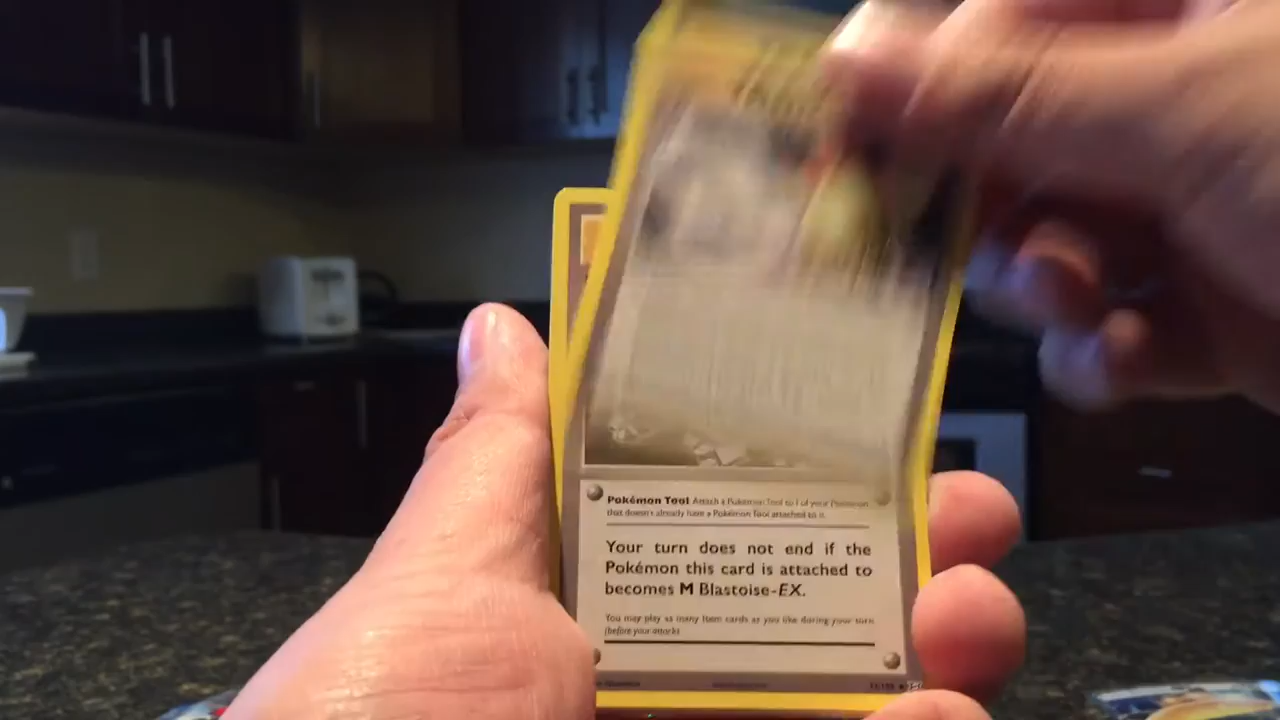 Pokémon Tool Attach a Pokémon Tool to 1 of your Pokémon
that doesn't already have a Pokémon Tool attached to it.
Your turn does not end if the
Pokémon this card is attached to
becomes M Blastoise-EX.
You may play as many Item cards as you like during your turn
(before your attack).